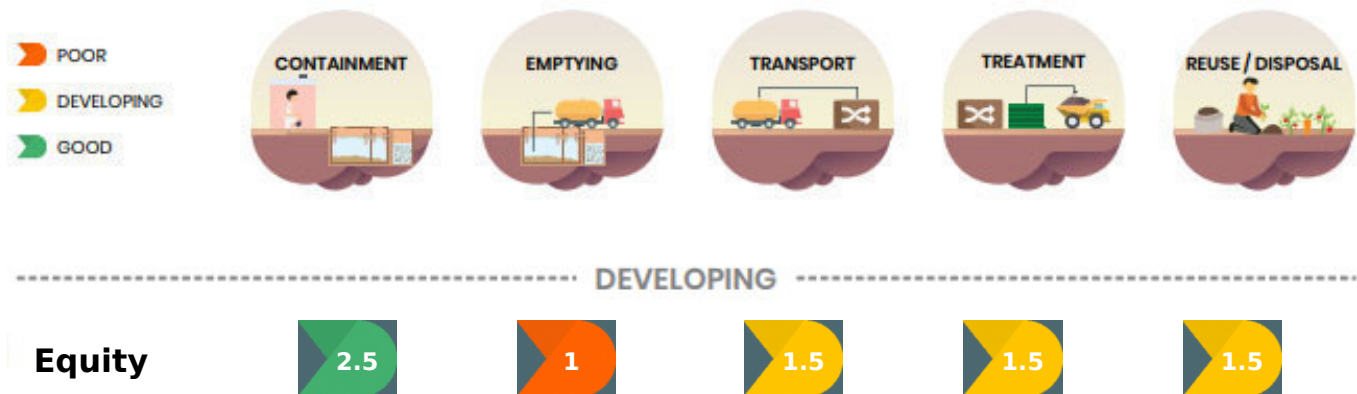 POOR
DEVELOPING
GOOD
CONTAINMENT
EMPTYING
TRANSPORT
TREATMENT
REUSE / DISPOSAL
DEVELOPING
Equity
2.5
1
1.5
1.5
1.5